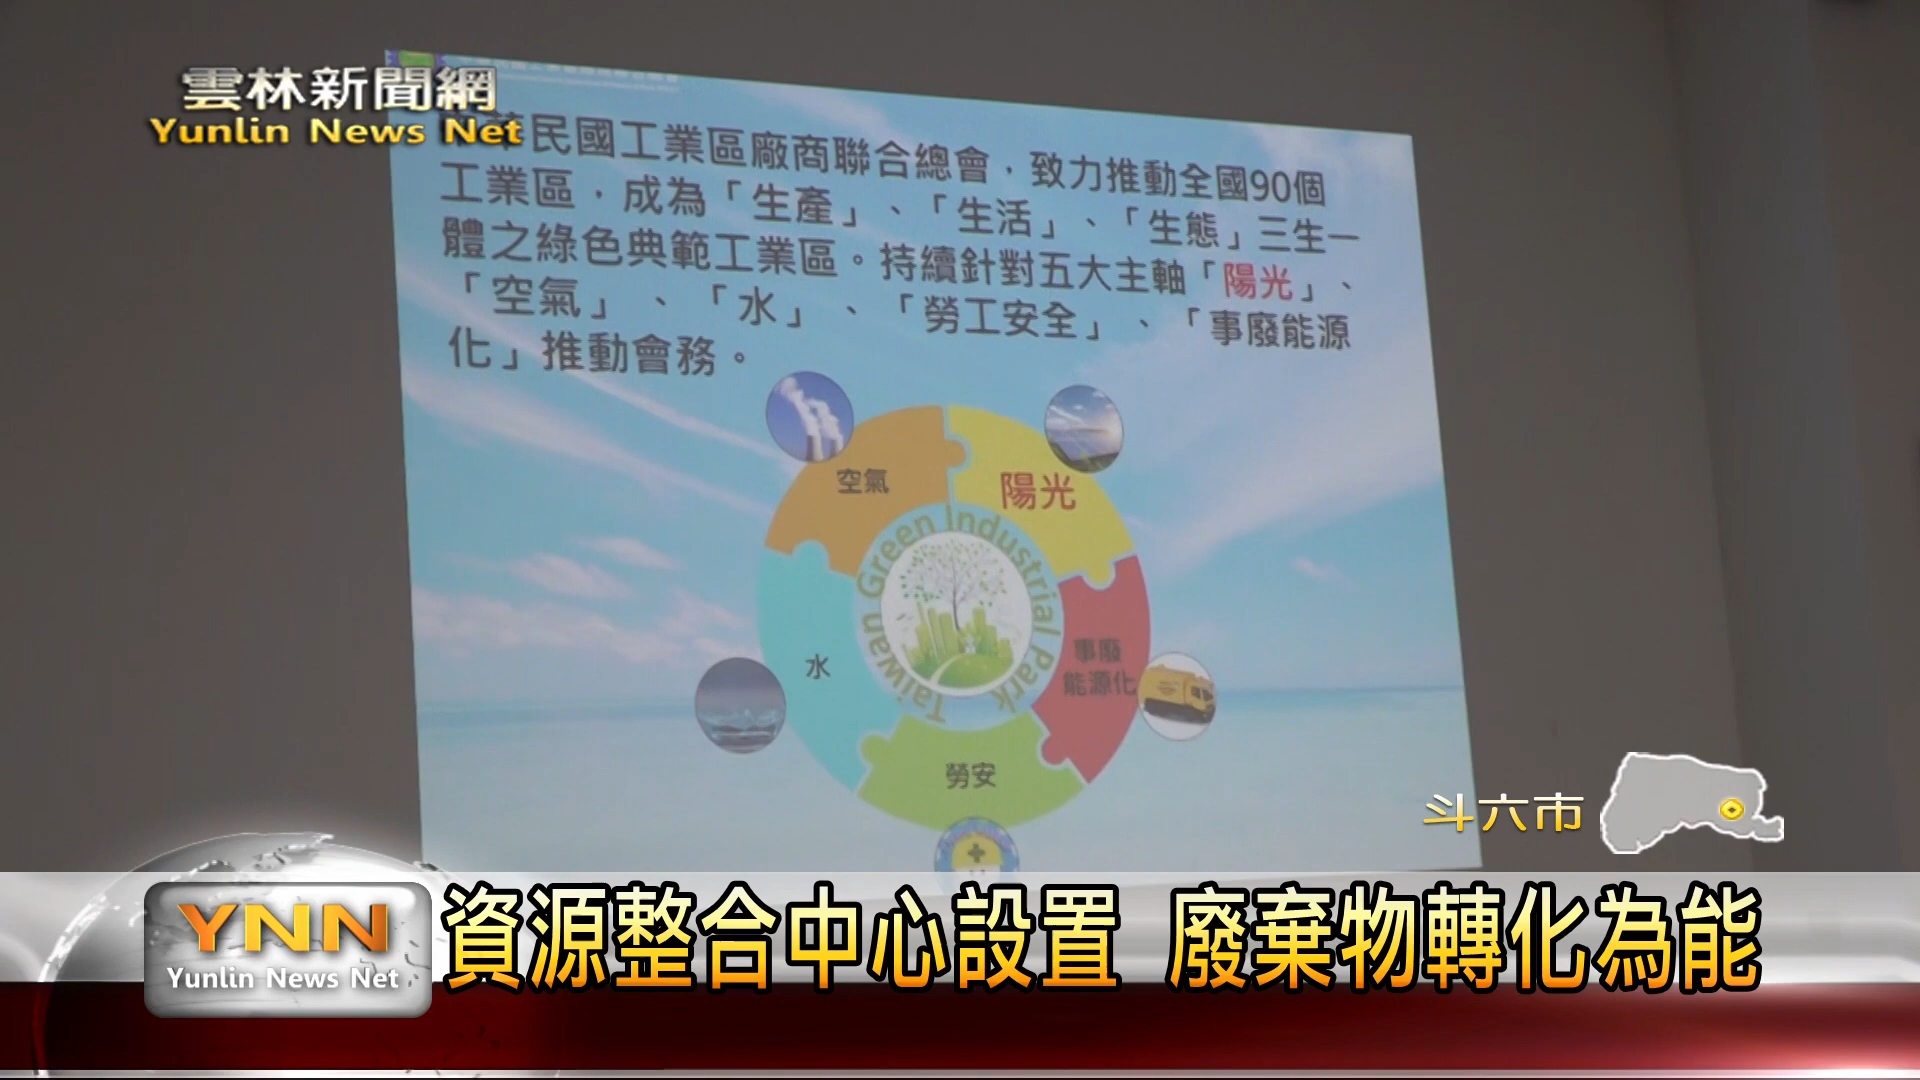 雲林新聞網
Yunlin News Net
華民國工業區廠商聯合總會，致力推動全國90個
工業區，成為「生產」、「生活」、「生態」三生一
體之綠色典範工業區。持續針對五大主軸「陽光」、
「空氣」、「水」、「勞工安全」、「事廢能源
化」推動會務。
空氣
陽光
Taiwan Green Industrial Park
水
事廢
能源化
勞安
斗六市
YNN
Yunlin News Net
資源整合中心設置 廢棄物轉化為能